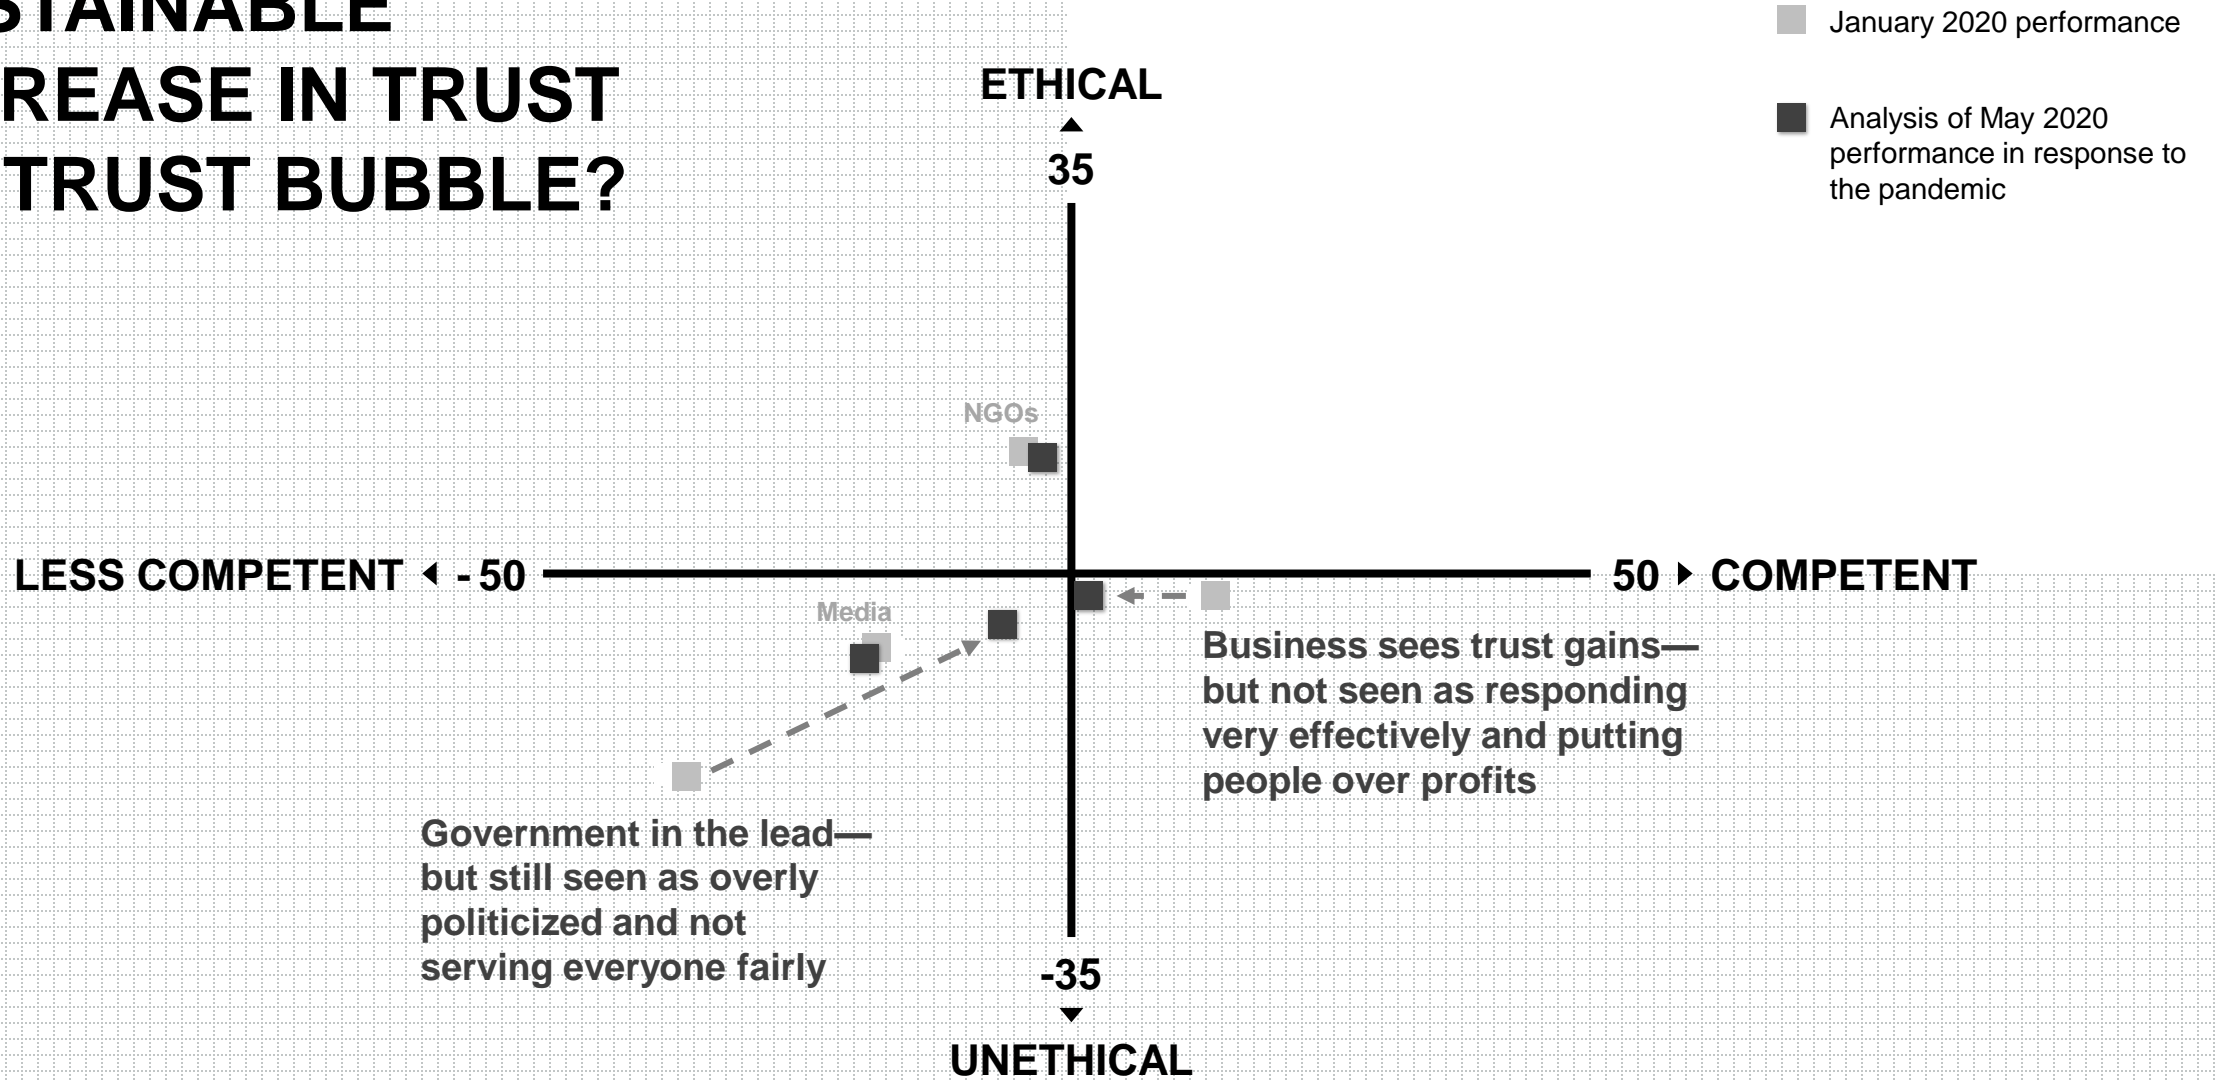 STAINABLE
REASE IN TRUST
TRUST BUBBLE?
January 2020 performance
Analysis of May 2020
performance in response to
the pandemic
ETHICAL
35
NGOs
LESS COMPETENT
- 50
50
COMPETENT
Media
Business sees trust gains—
but not seen as responding
very effectively and putting
people over profits
Government in the lead—
but still seen as overly
politicized and not
serving everyone fairly
-35
UNETHICAL